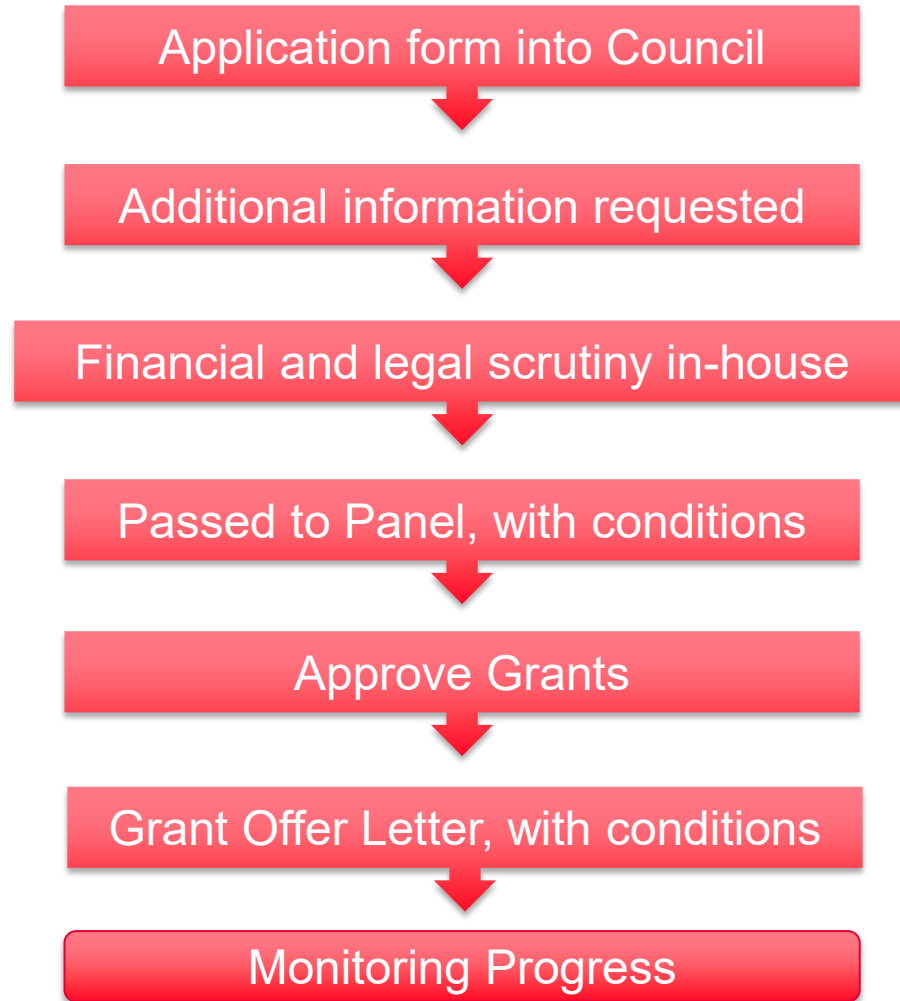 Application form into Council
Additional information requested
Financial and legal scrutiny in-house
Passed to Panel, with conditions
Approve Grants
Grant Offer Letter, with conditions
Monitoring Progress